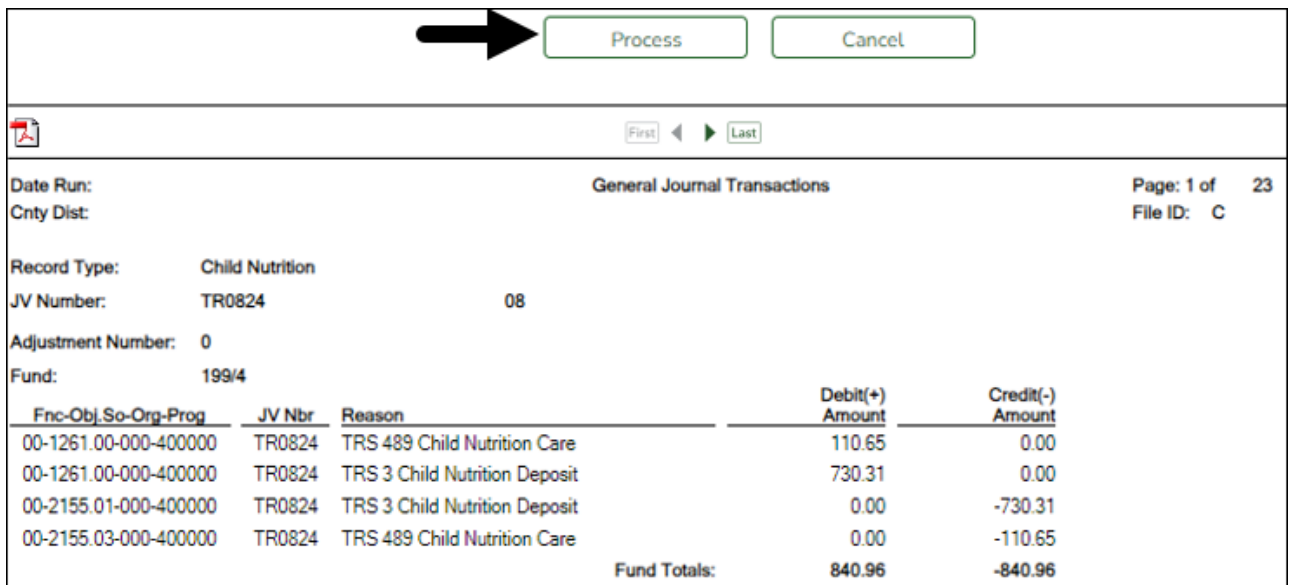 Process Cancel
First Last
Date Run: General Journal Transactions Page: 1 of 23
Cnty Dist: File ID: C
Record Type: Child Nutrition
JV Number: TR0824 08
Adjustment Number: 0
Fund: 199/4
Fnc-Obj.So-Org-Prog JV Nbr Reason Debit(+) Amount Credit(-) Amount
00-1261.00-000-400000 TR0824 TRS 489 Child Nutrition Care 110.65 0.00
00-1261.00-000-400000 TR0824 TRS 3 Child Nutrition Deposit 730.31 0.00
00-2155.01-000-400000 TR0824 TRS 3 Child Nutrition Deposit 0.00 -730.31
00-2155.03-000-400000 TR0824 TRS 489 Child Nutrition Care 0.00 -110.65
Fund Totals: 840.96 -840.96